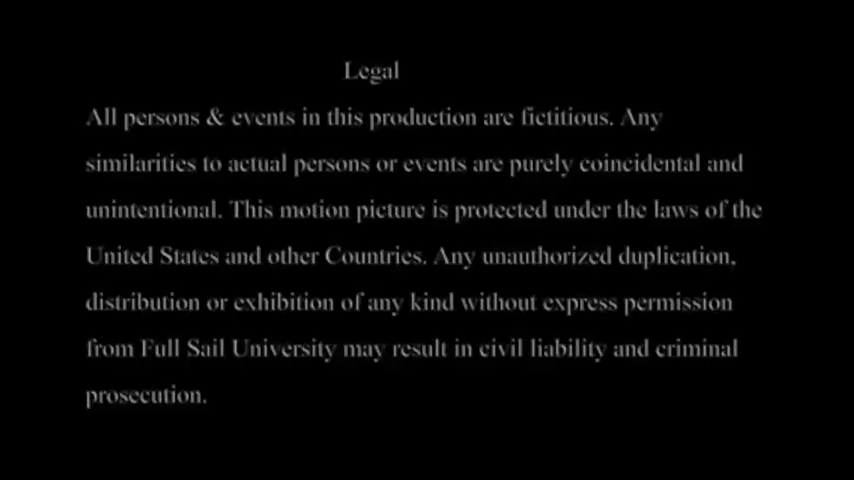 Legal
All persons & events in this production are fictitious. Any
similarities to actual persons or events are purely coincidental and
unintentional. This motion picture is protected under the laws of the
United States and other Countries. Any unauthorized duplication,
distribution or exhibition of any kind without express permission
from Full Sail University may result in civil liability and criminal
prosecution.